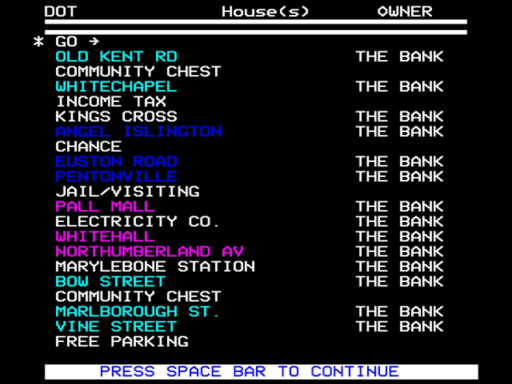 DOT House(s) OWNER
* GO →
OLD KENT RD THE BANK
COMMUNITY CHEST
WHITECHAPEL THE BANK
INCOME TAX
KINGS CROSS THE BANK
ANGEL ISLINGTON THE BANK
CHANCE
EUSTON ROAD THE BANK
PENTONVILLE THE BANK
JAIL/VISITING
PALL MALL THE BANK
ELECTRICITY CO. THE BANK
WHITEHALL THE BANK
NORTHUMBERLAND AV THE BANK
MARYLEBONE STATION THE BANK
BOW STREET THE BANK
COMMUNITY CHEST
MARLBOROUGH ST. THE BANK
VINE STREET THE BANK
FREE PARKING
PRESS SPACE BAR TO CONTINUE